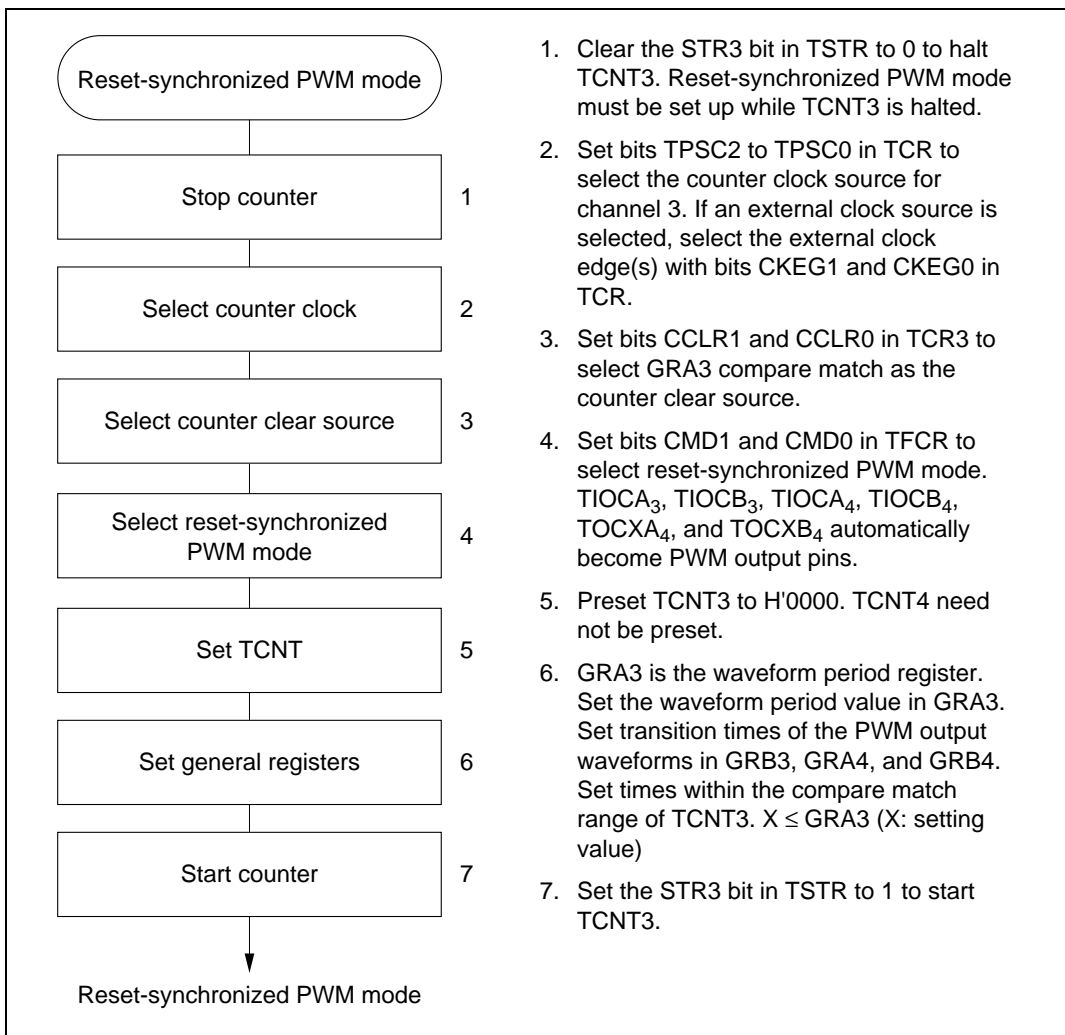 Reset-synchronized PWM mode
Stop counter
1
Select counter clock
2
Select counter clear source
3
Select reset-synchronized
PWM mode
4
Set TCNT
5
Set general registers
6
Start counter
7
Reset-synchronized PWM mode
1. Clear the STR3 bit in TSTR to 0 to halt
TCNT3. Reset-synchronized PWM mode
must be set up while TCNT3 is halted.
2. Set bits TPSC2 to TPSC0 in TCR to
select the counter clock source for
channel 3. If an external clock source is
selected, select the external clock
edge(s) with bits CKEG1 and CKEG0 in
TCR.
3. Set bits CCLR1 and CCLR0 in TCR3 to
select GRA3 compare match as the
counter clear source.
4. Set bits CMD1 and CMD0 in TFCR to
select reset-synchronized PWM mode.
TIOCA₃, TIOCB₃, TIOCA₄, TIOCB₄,
TOCXA₄, and TOCXB₄ automatically
become PWM output pins.
5. Preset TCNT3 to H'0000. TCNT4 need
not be preset.
6. GRA3 is the waveform period register.
Set the waveform period value in GRA3.
Set transition times of the PWM output
waveforms in GRB3, GRA4, and GRB4.
Set times within the compare match
range of TCNT3. X ≤ GRA3 (X: setting
value)
7. Set the STR3 bit in TSTR to 1 to start
TCNT3.